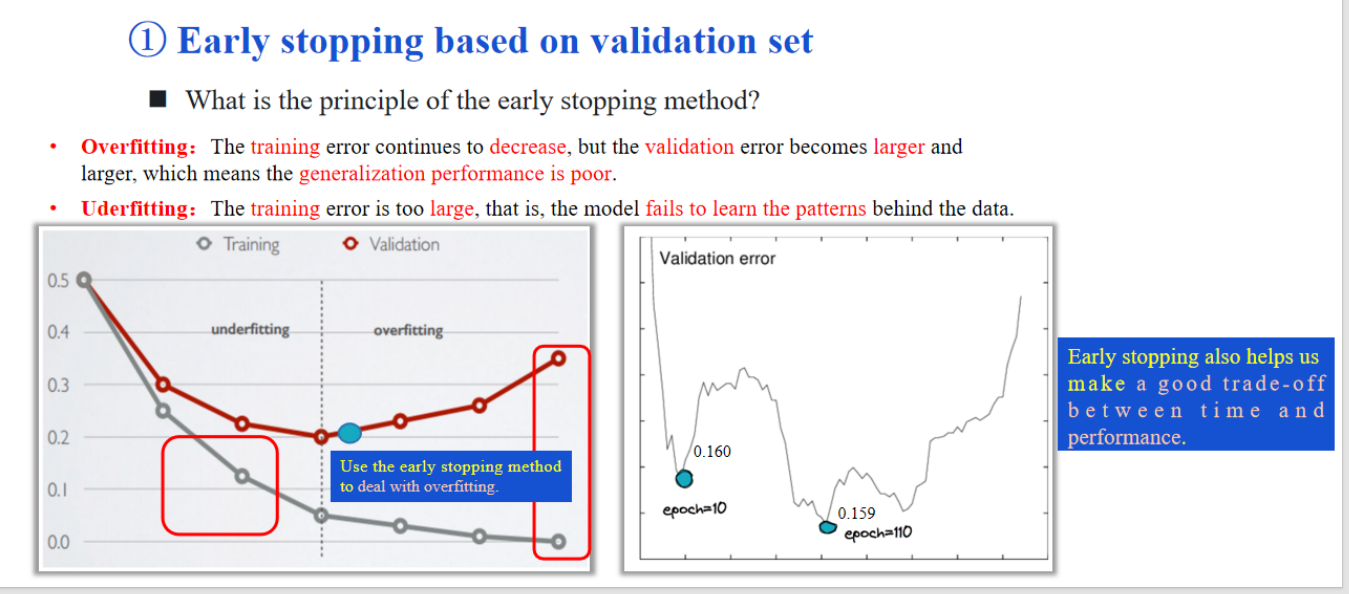 ① Early stopping based on validation set
■ What is the principle of the early stopping method?
• Overfitting： The training error continues to decrease, but the validation error becomes larger and
larger, which means the generalization performance is poor.
• Uderfitting： The training error is too large, that is, the model fails to learn the patterns behind the data.
Training Validation
0.5
0.4
0.3
0.2
0.1
0.0
underfitting overfitting
Use the early stopping method
to deal with overfitting.
Validation error
0.160
epoch=10
0.159
epoch=110
Early stopping also helps us
make a good trade-off
between time and
performance.